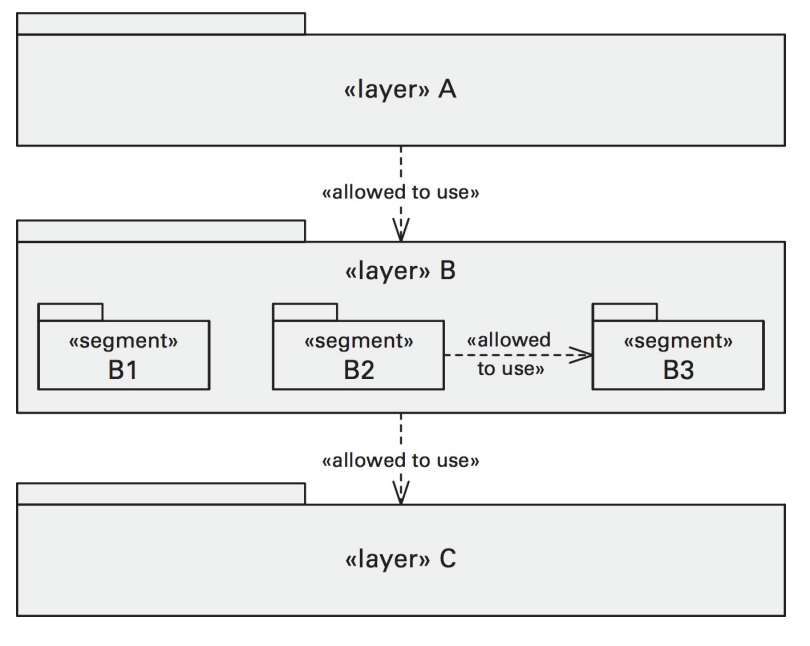 «layer» A
«allowed to use»
«layer» B
«segment»
B1
«segment»
B2
«allowed
to use»
«segment»
B3
«allowed to use»
«layer» C